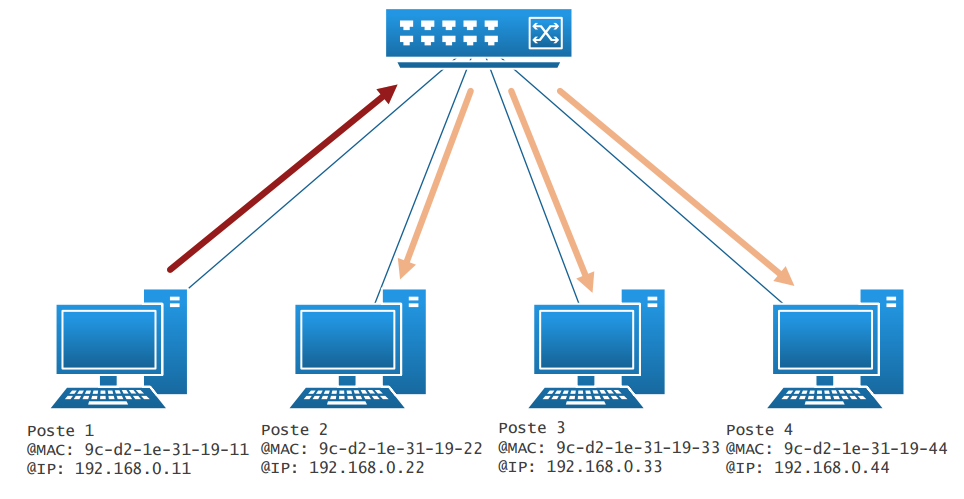 Poste 1
@MAC: 9c-d2-1e-31-19-11
@IP: 192.168.0.11
Poste 2
@MAC: 9c-d2-1e-31-19-22
@IP: 192.168.0.22
Poste 3
@MAC: 9c-d2-1e-31-19-33
@IP: 192.168.0.33
Poste 4
@MAC: 9c-d2-1e-31-19-44
@IP: 192.168.0.44